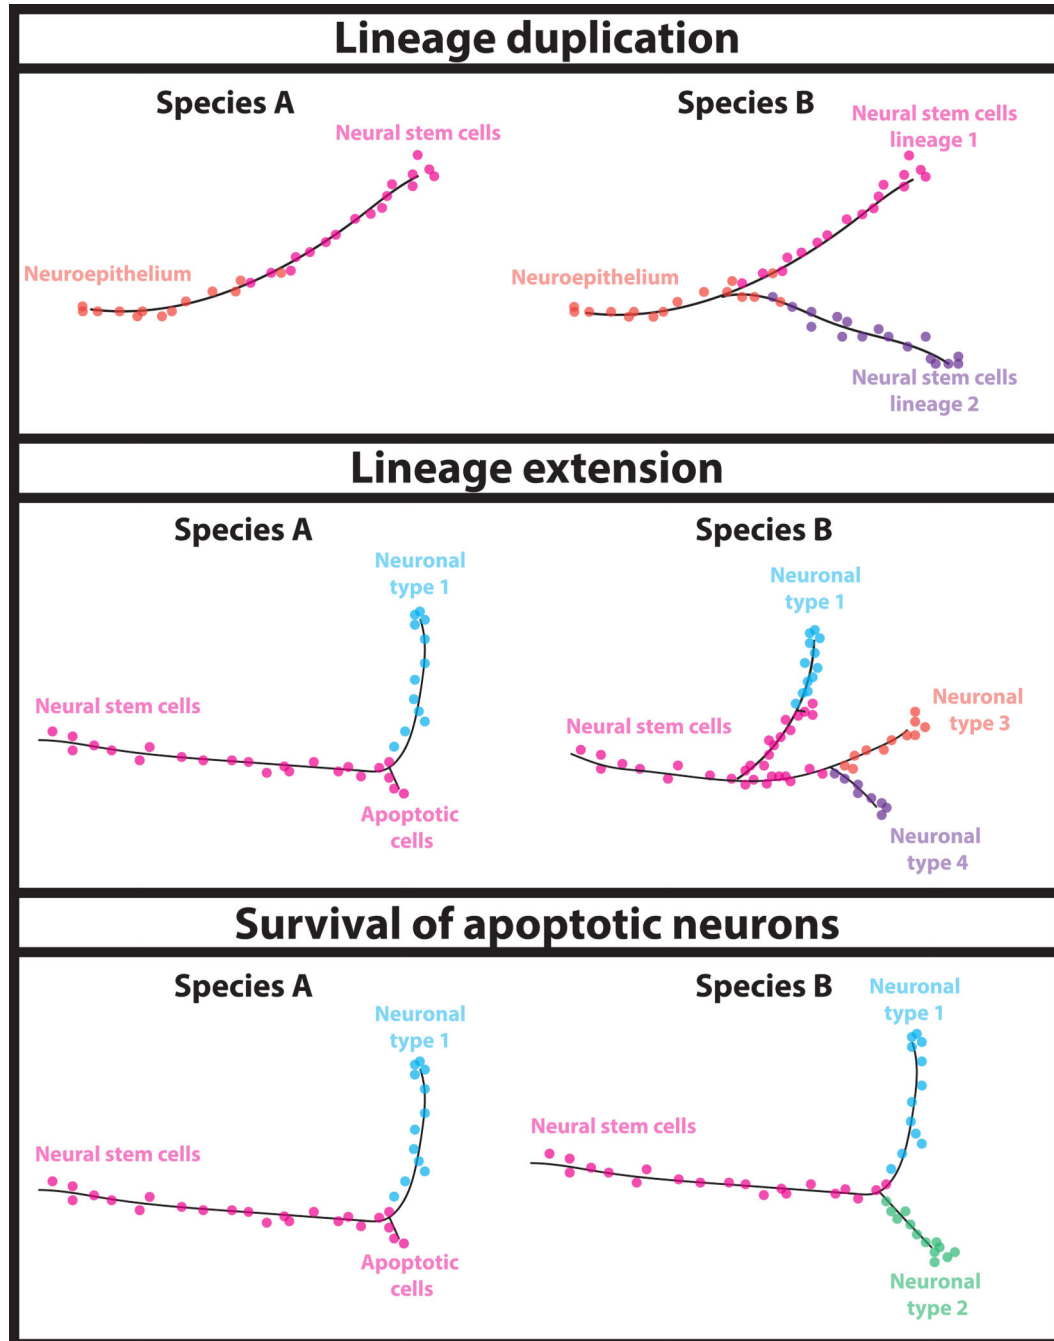 Lineage duplication
Species A
Species B
Neural stem cells
Neural stem cells
lineage 1
Neuroepithelium
Neuroepithelium
Neural stem cells
lineage 2
Lineage extension
Species A
Species B
Neuronal
type 1
Neuronal
type 1
Neural stem cells
Neural stem cells
Neuronal
type 3
Apoptotic
cells
Neuronal
type 4
Survival of apoptotic neurons
Species A
Species B
Neuronal
type 1
Neuronal
type 1
Neural stem cells
Neural stem cells
Apoptotic
cells
Neuronal
type 2